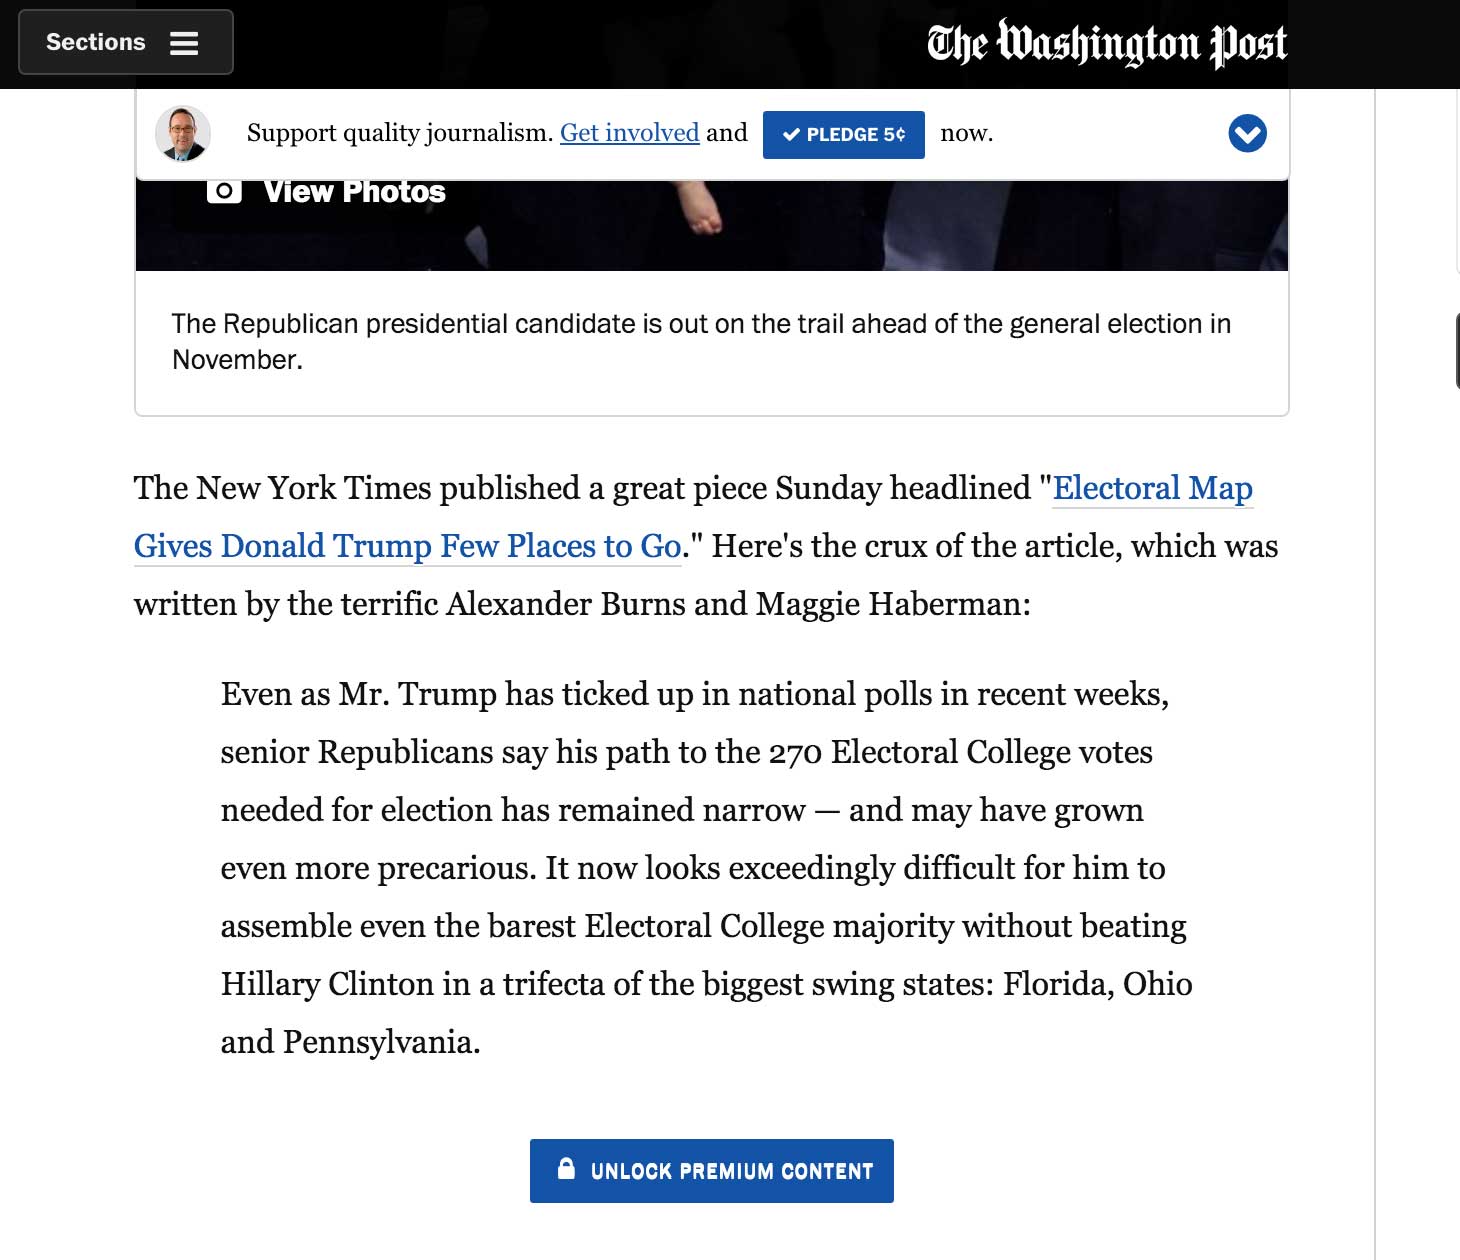 Sections
The Washington Post
Support quality journalism. Get involved and PLEDGE 5¢ now.
View Photos
The Republican presidential candidate is out on the trail ahead of the general election in
November.
The New York Times published a great piece Sunday headlined "Electoral Map
Gives Donald Trump Few Places to Go." Here's the crux of the article, which was
written by the terrific Alexander Burns and Maggie Haberman:
Even as Mr. Trump has ticked up in national polls in recent weeks,
senior Republicans say his path to the 270 Electoral College votes
needed for election has remained narrow — and may have grown
even more precarious. It now looks exceedingly difficult for him to
assemble even the barest Electoral College majority without beating
Hillary Clinton in a trifecta of the biggest swing states: Florida, Ohio
and Pennsylvania.
UNLOCK PREMIUM CONTENT